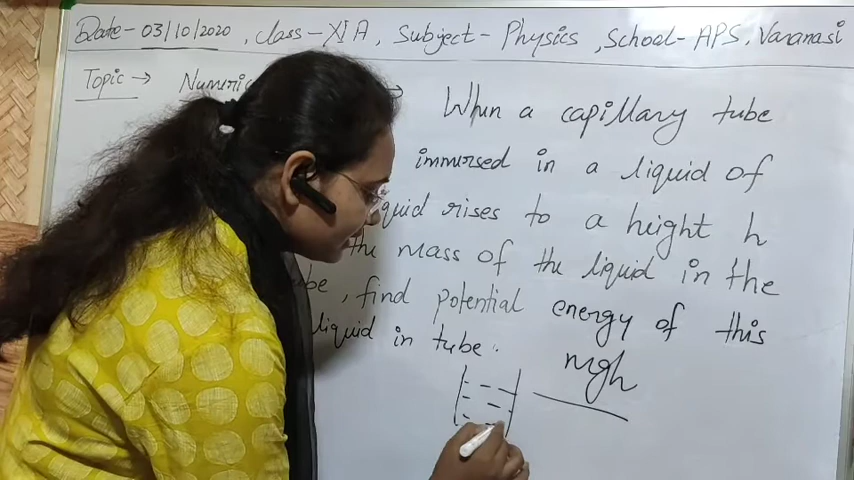 Date- 03/10/2020, Class- XI A, Subject- Physics, School- APS, Varanasi
Topic →
When a capillary tube
immersed in a liquid of
rises to a height h
the mass of the liquid in the
, find potential energy of this
liquid in tube.
mgh